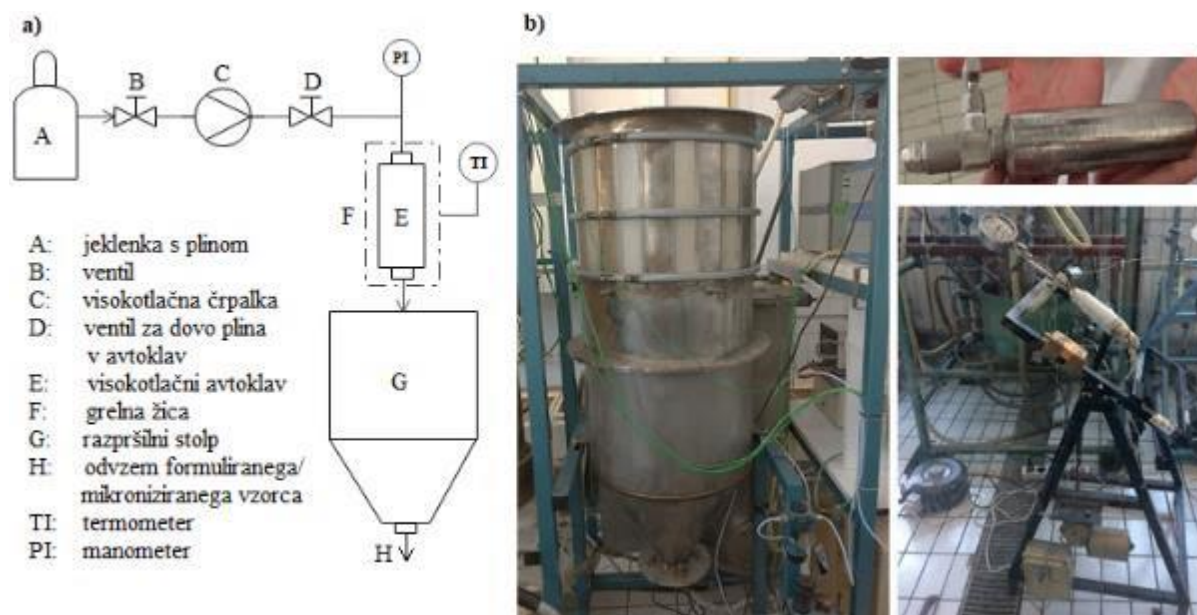 a)
b)
PI
B
C
D
A
TI
F
E
A: jeklenka s plinom
B: ventil
C: visokotlačna črpalka
D: ventil za dovo plina
v avtoklav
E: visokotlačni avtoklav
F: grelna žica
G: razpršilni stolp
H: odvzem formuliranega/
mikroniziranega vzorca
TI: termometer
PI: manometer
G
H